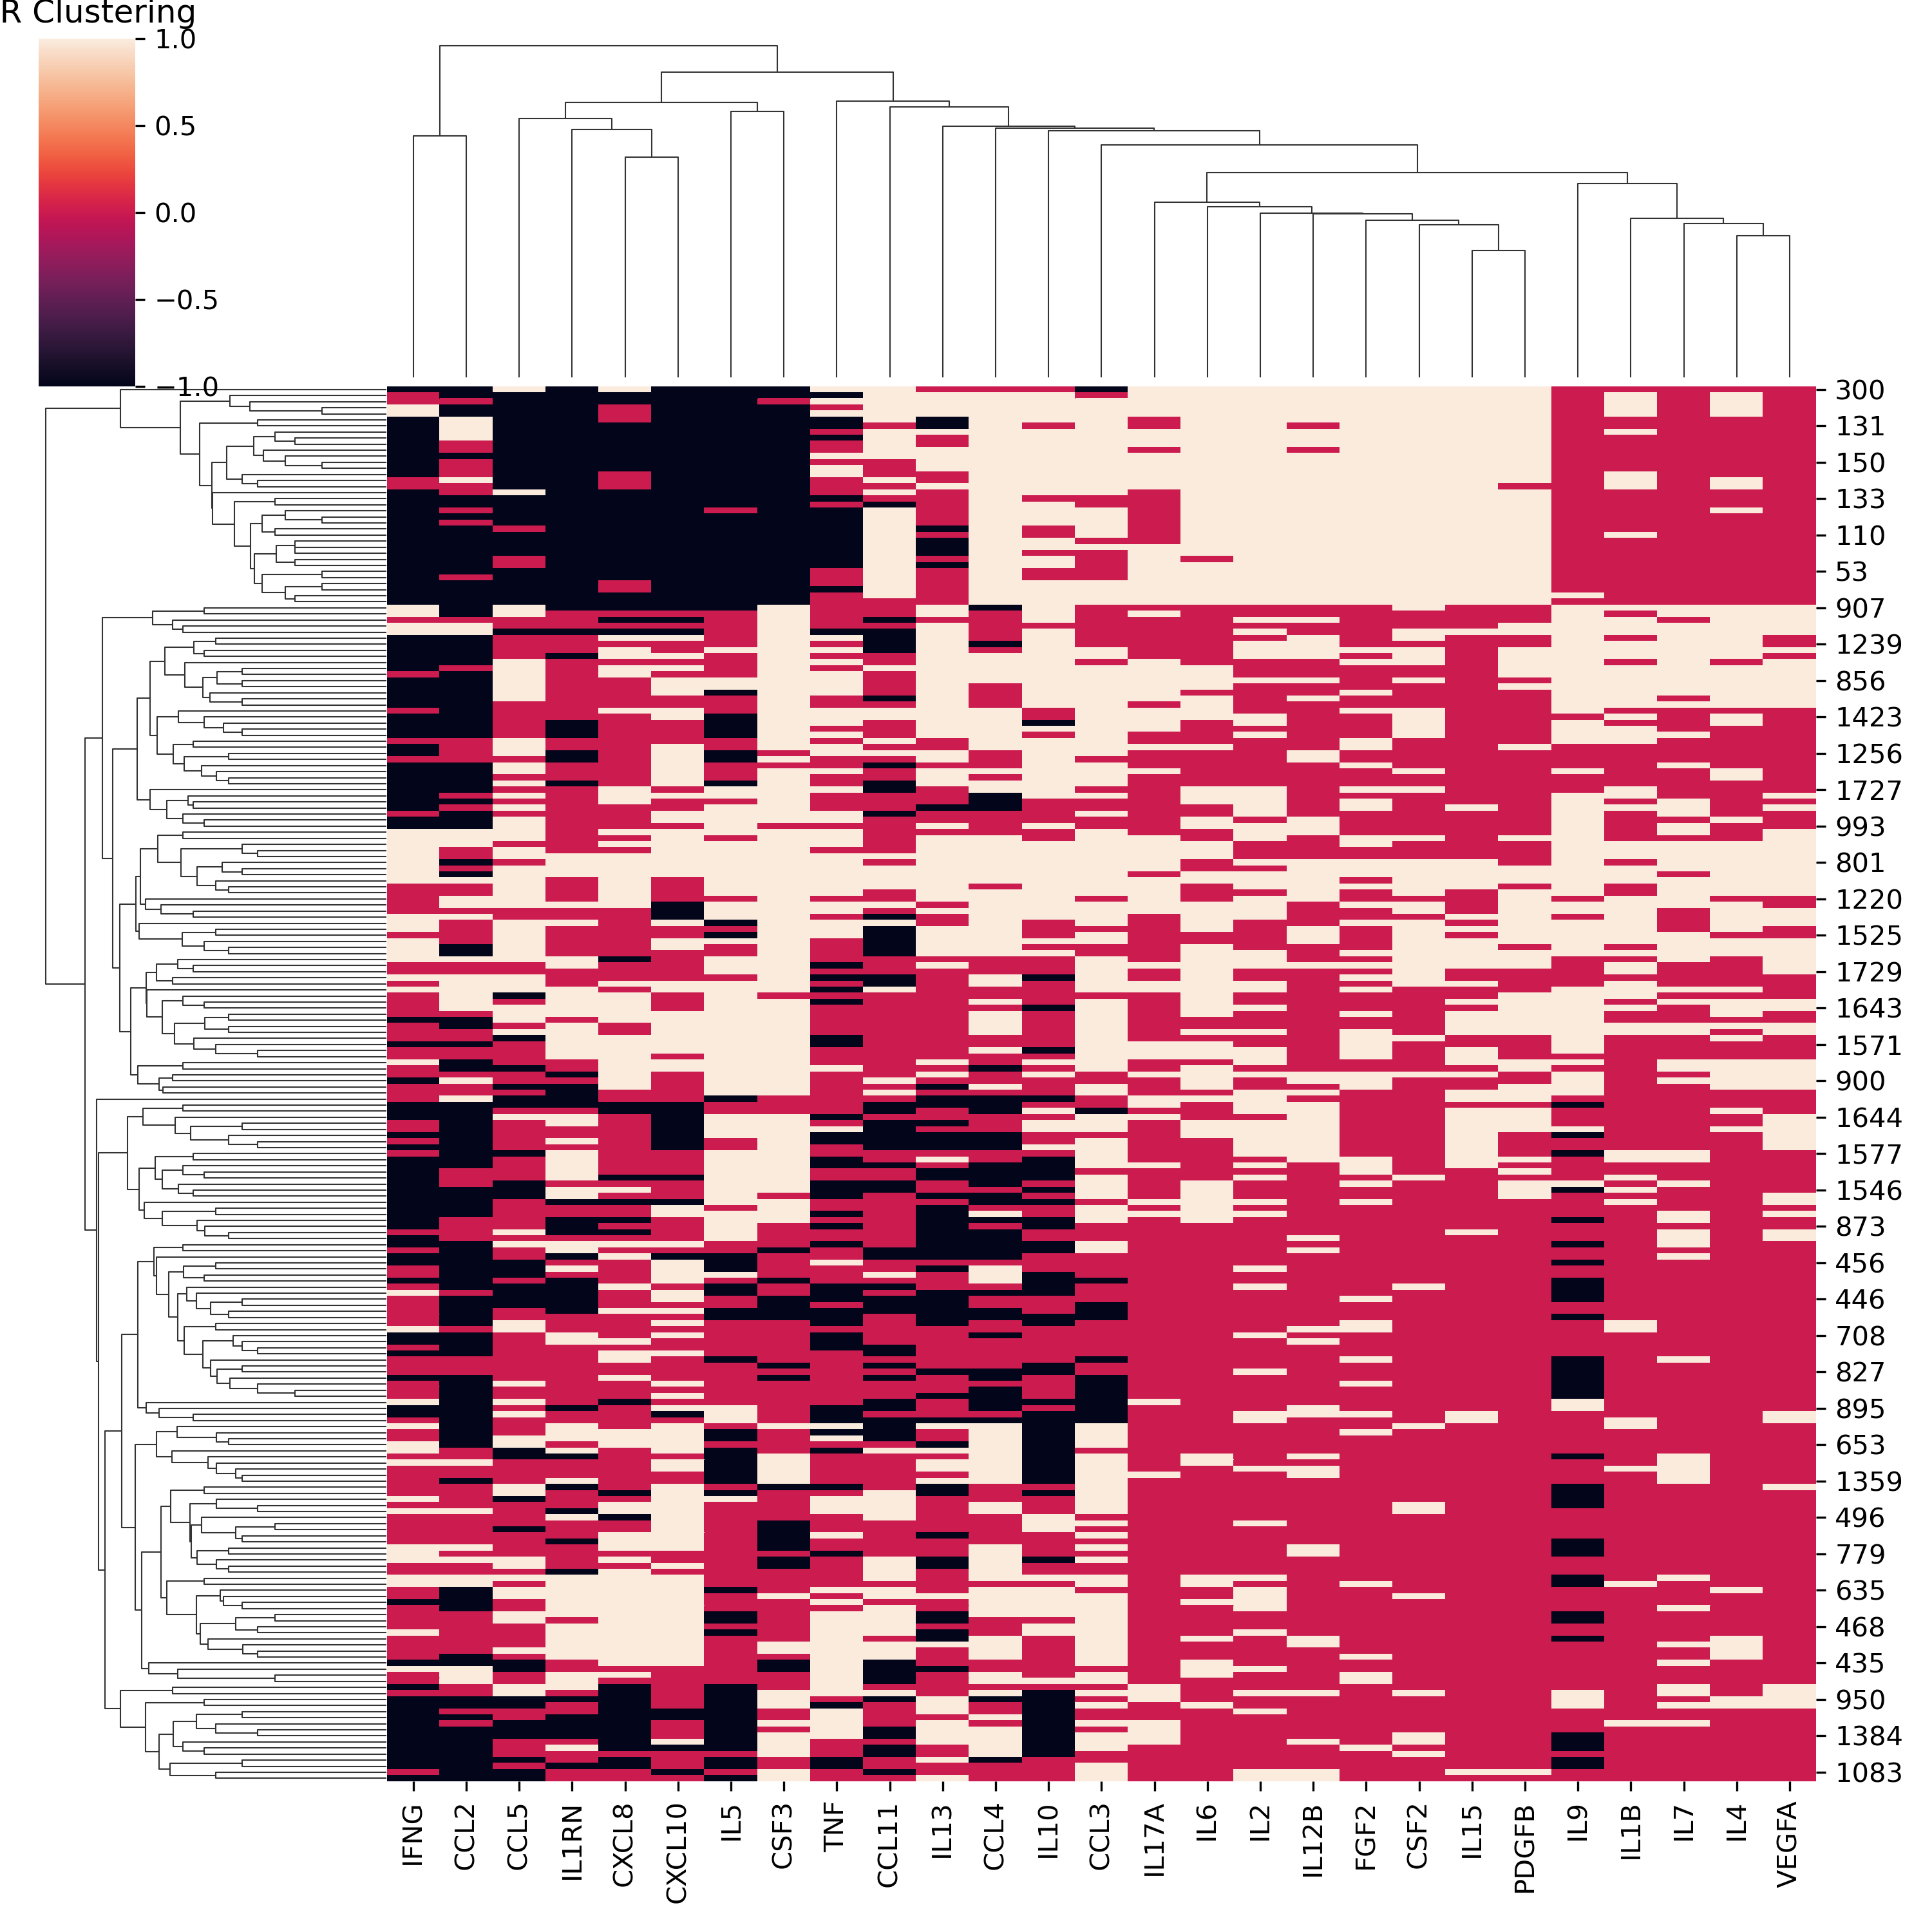 R Clustering
1.0
0.5
0.0
−0.5
−1.0
300
131
150
133
110
53
907
1239
856
1423
1256
1727
993
801
1220
1525
1729
1643
1571
900
1644
1577
1546
873
456
446
708
827
895
653
1359
496
779
635
468
435
950
1384
1083
IFNG
CCL2
CCL5
IL1RN
CXCL8
CXCL10
IL5
CSF3
TNF
CCL11
IL13
CCL4
IL10
CCL3
IL17A
IL6
IL2
IL12B
FGF2
CSF2
IL15
PDGFB
IL9
IL1B
IL7
IL4
VEGFA